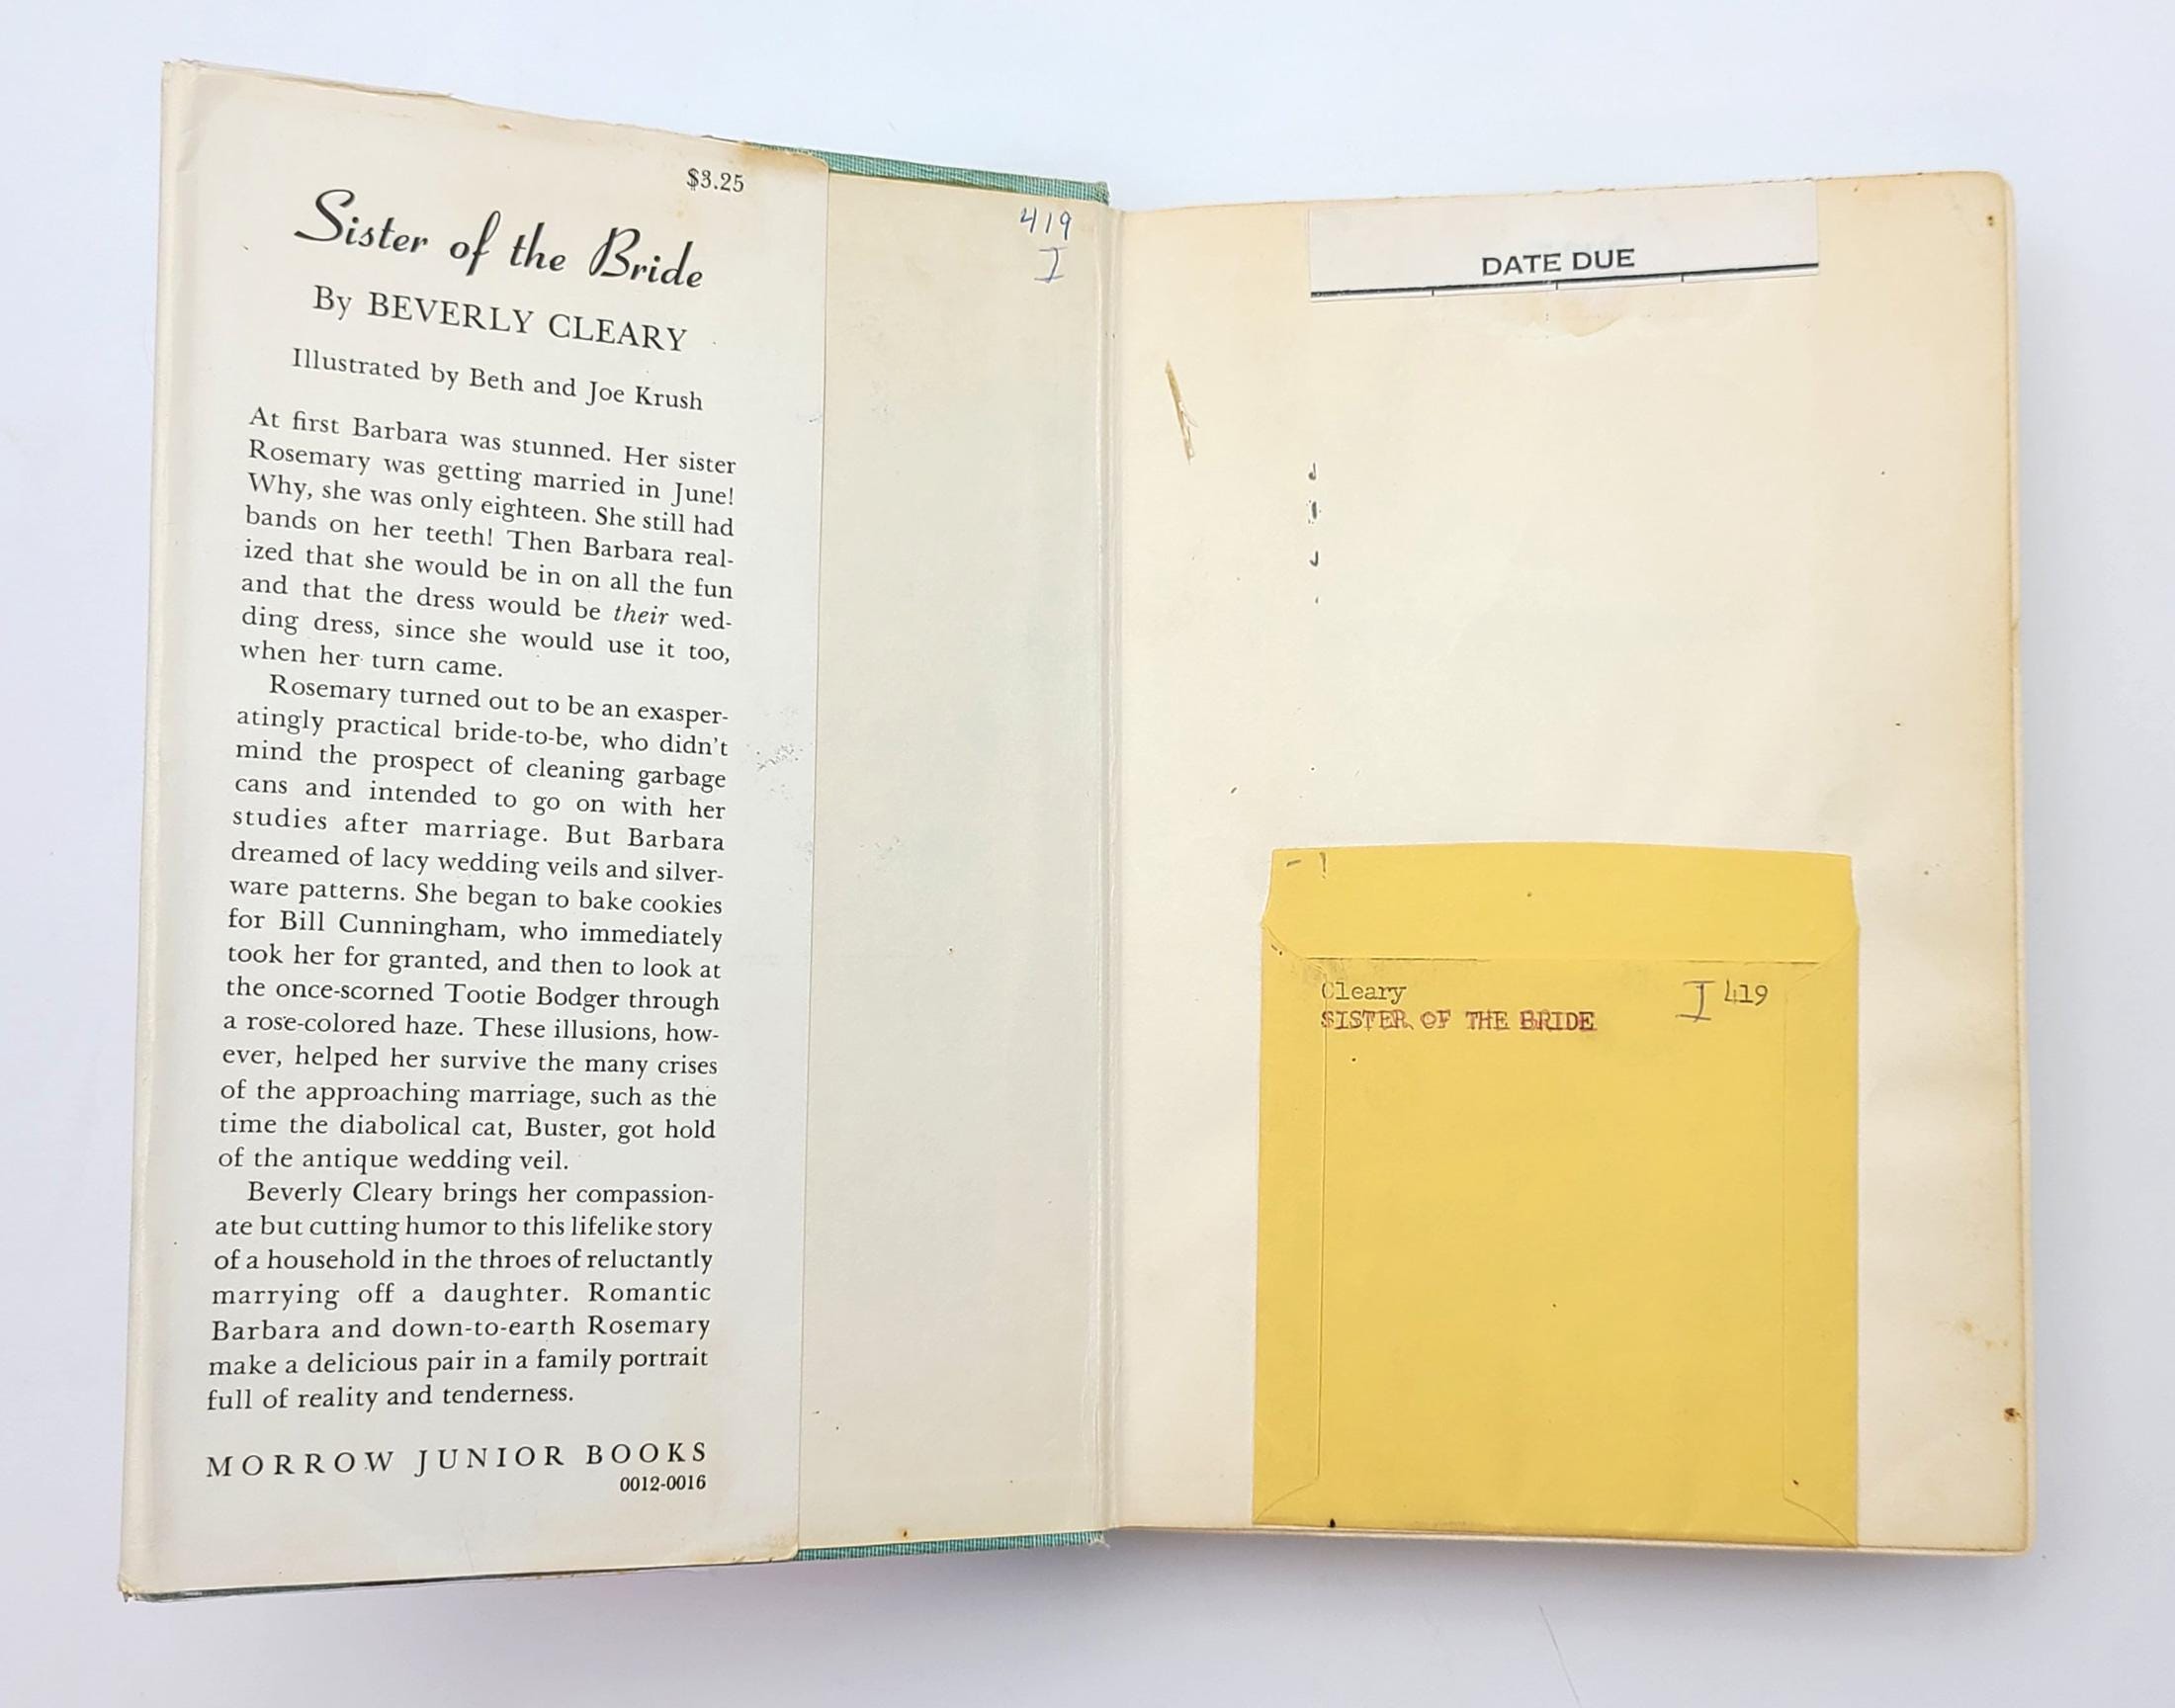 $3.25
Sister of the Bride
By BEVERLY CLEARY
Illustrated by Beth and Joe Krush
At first Barbara was stunned. Her sister
Rosemary was getting married in June!
Why, she was only eighteen. She still had
bands on her teeth! Then Barbara real-
ized that she would be in on all the fun
and that the dress would be their wed-
ding dress, since she would use it too,
when her turn came.
Rosemary turned out to be an exasper-
atingly practical bride-to-be, who didn't
mind the prospect of cleaning garbage
cans and intended to go on with her
studies after marriage. But Barbara
dreamed of lacy wedding veils and silver-
ware patterns. She began to bake cookies
for Bill Cunningham, who immediately
took her for granted, and then to look at
the once-scorned Tootie Bodger through
a rose-colored haze. These illusions, how-
ever, helped her survive the many crises
of the approaching marriage, such as the
time the diabolical cat, Buster, got hold
of the antique wedding veil.
Beverly Cleary brings her compassion-
ate but cutting humor to this lifelike story
of a household in the throes of reluctantly
marrying off a daughter. Romantic
Barbara and down-to-earth Rosemary
make a delicious pair in a family portrait
full of reality and tenderness.
MORROW JUNIOR BOOKS
0012-0016
419
I
DATE DUE
Cleary I 419
SISTER OF THE BRIDE